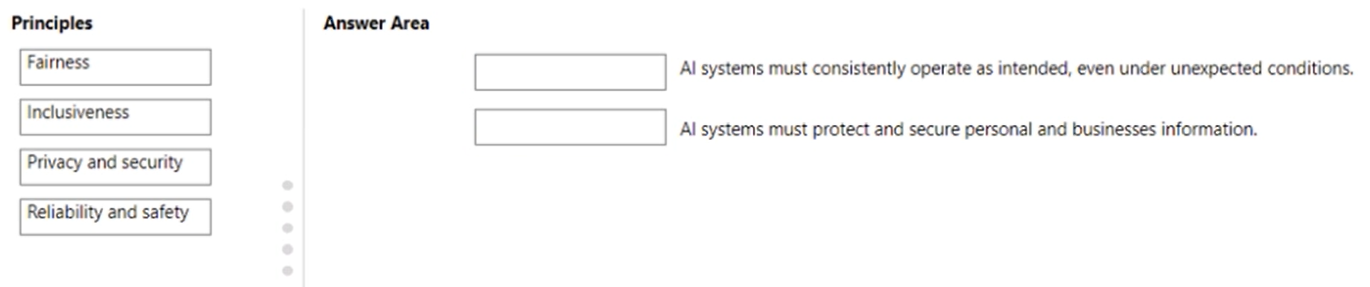 Principles
Fairness
Inclusiveness
Privacy and security
Reliability and safety
Answer Area
AI systems must consistently operate as intended, even under unexpected conditions.
AI systems must protect and secure personal and businesses information.